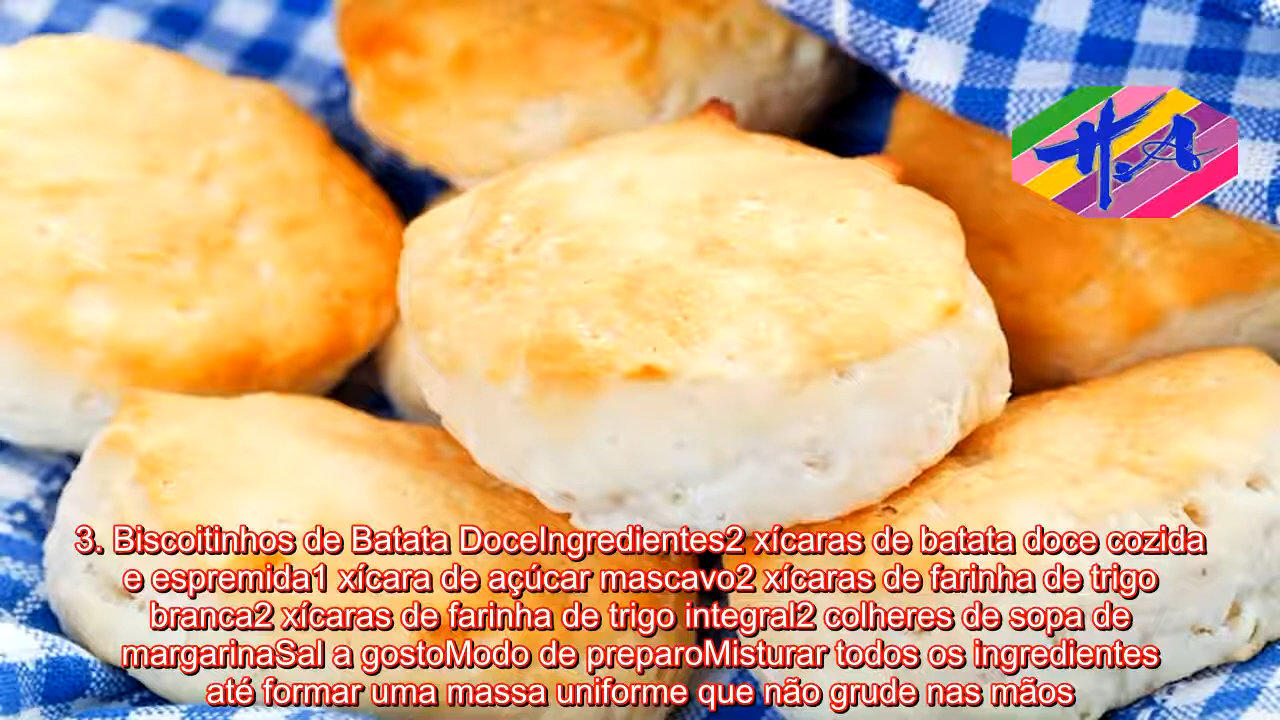 H.A
3. Biscoitinhos de Batata DoceIngredientes2 xícaras de batata doce cozida
e espremida1 xícara de açúcar mascavo2 xícaras de farinha de trigo
branca2 xícaras de farinha de trigo integral2 colheres de sopa de
margarinaSal a gostoModo de preparoMisturar todos os ingredientes
até formar uma massa uniforme que não grude nas mãos